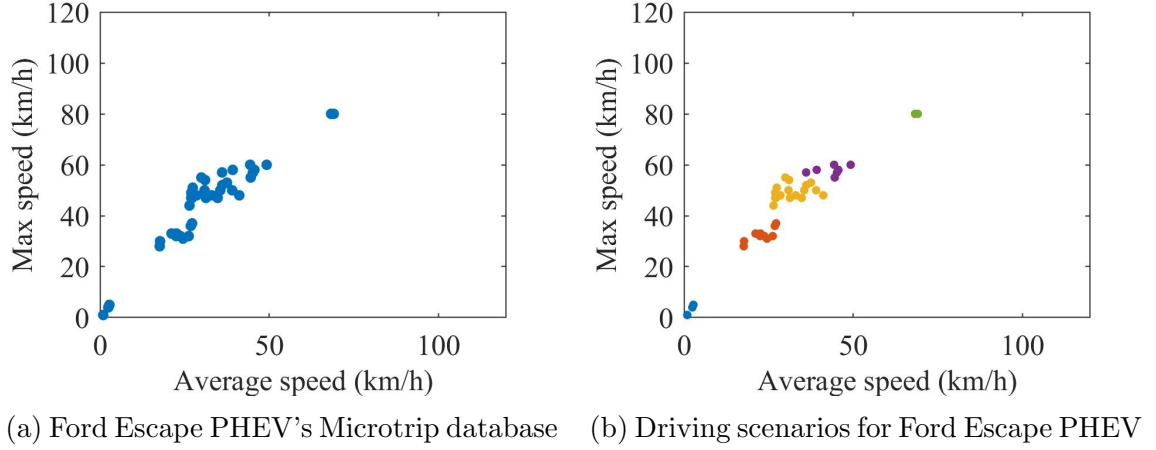 120
100
80
60
40
20
0
Max speed (km/h)
0 50 100
Average speed (km/h)
(a) Ford Escape PHEV's Microtrip database
120
100
80
60
40
20
0
Max speed (km/h)
0 50 100
Average speed (km/h)
(b) Driving scenarios for Ford Escape PHEV